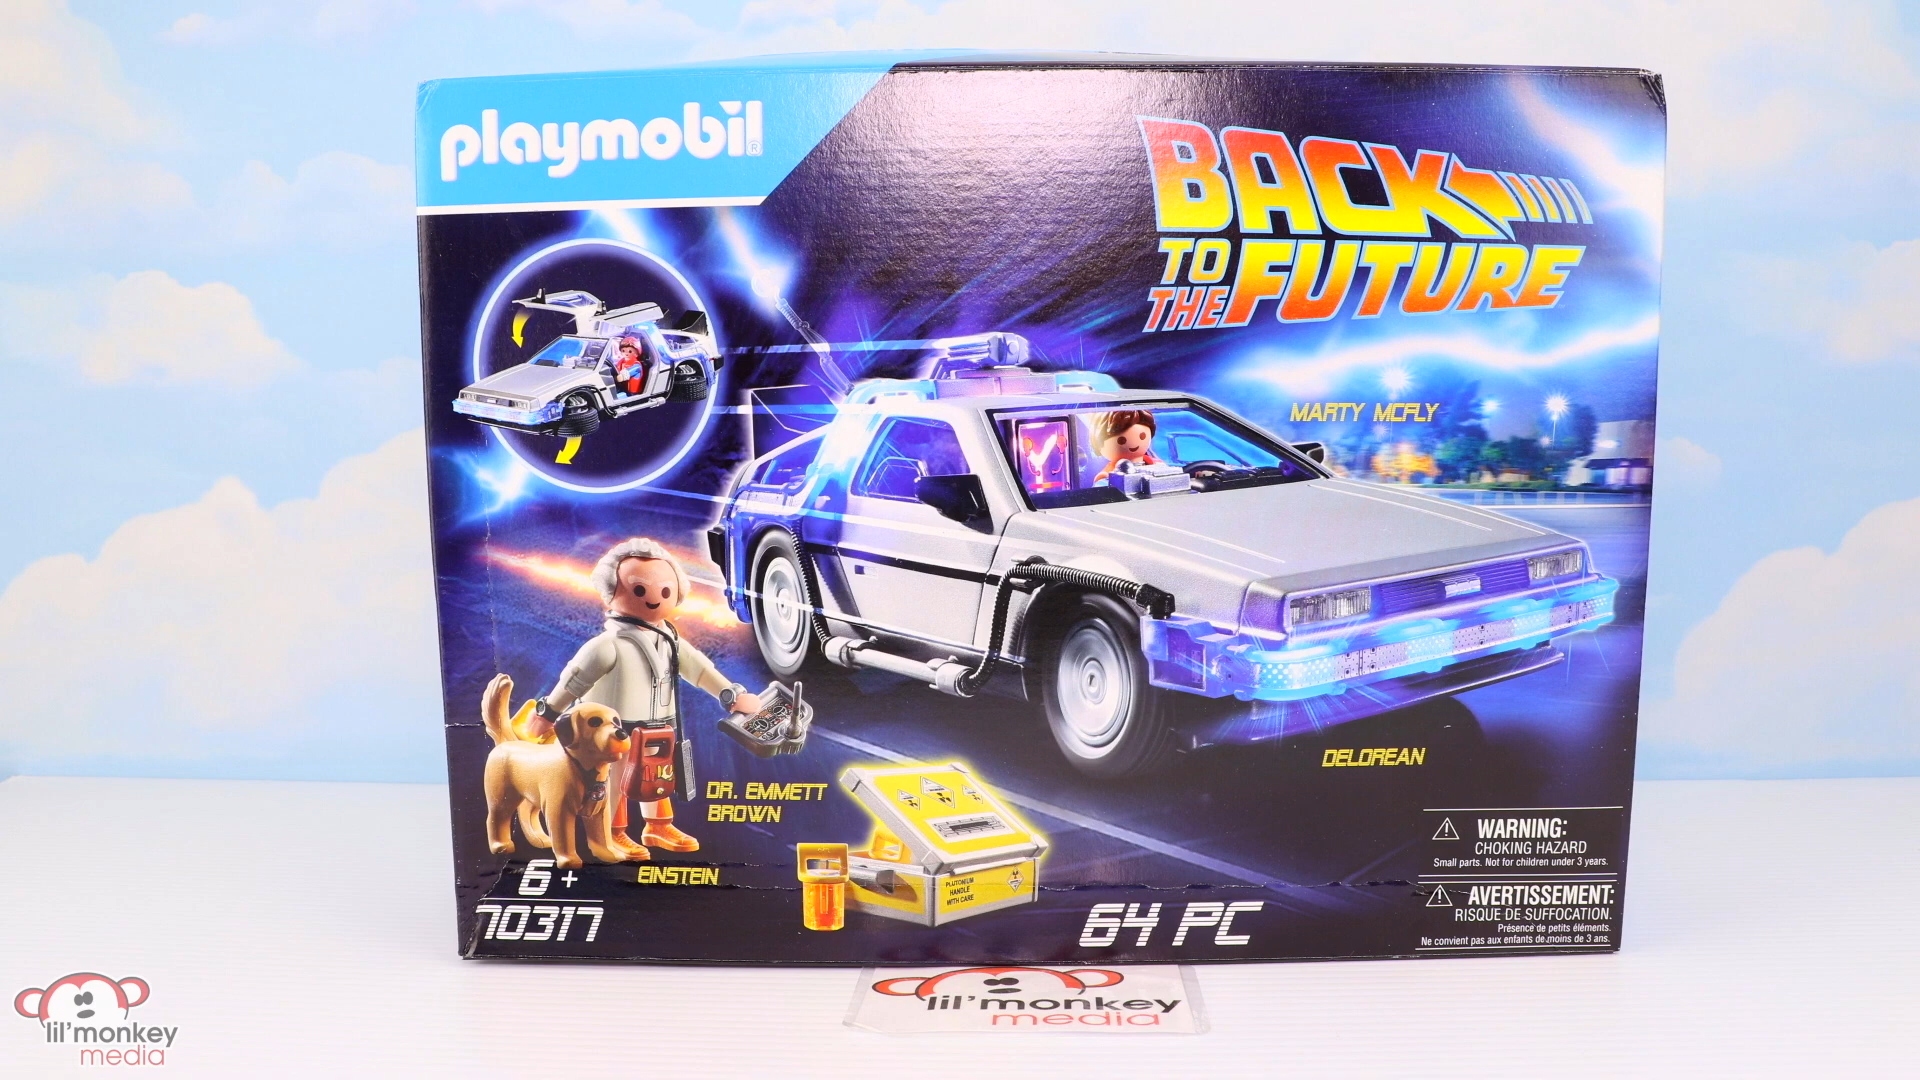 playmobil®
BACK
TO
THE FUTURE
MARTY MCFLY
DELOREAN
DR. EMMETT
BROWN
EINSTEIN
PLUTONIUM
HANDLE
WITH CARE
6+
70317
64 PC
WARNING:
CHOKING HAZARD
Small parts. Not for children under 3 years.
AVERTISSEMENT:
RISQUE DE SUFFOCATION.
Présence de petits éléments.
Ne convient pas aux enfants de moins de 3 ans.
lil'monkey
media
lil'monkey
media